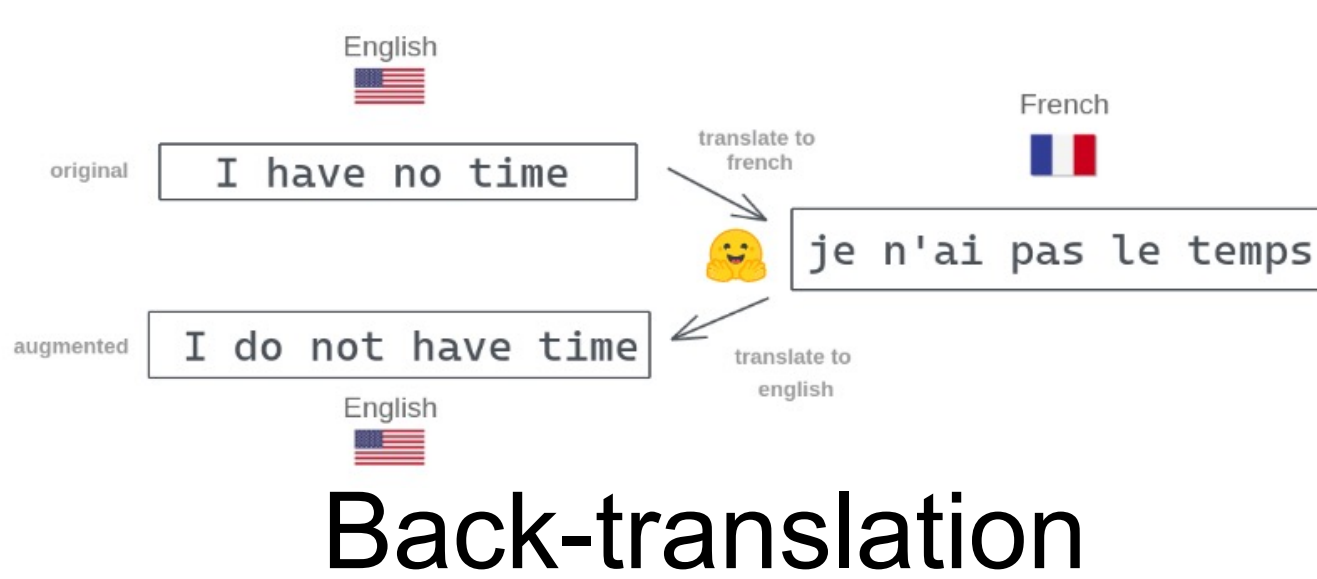 English
French
translate to
french
original
I have no time
je n'ai pas le temps
augmented
I do not have time
translate to
english
English
Back-translation